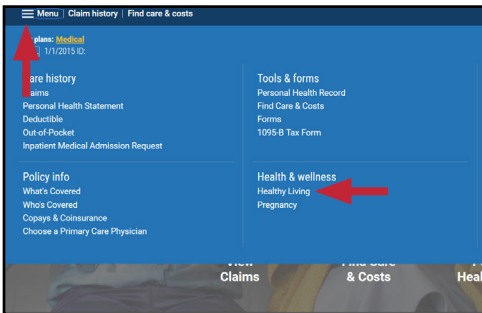 Menu | Claim history | Find care & costs
plans: Medical
1/1/2015 ID:
are history
aims
Personal Health Statement
Deductible
Out-of-Pocket
Inpatient Medical Admission Request
Tools & forms
Personal Health Record
Find Care & Costs
Forms
1095-B Tax Form
Policy info
What's Covered
Who's Covered
Copays & Coinsurance
Choose a Primary Care Physician
Health & wellness
Healthy Living
Pregnancy
View
Claims
Find Care
& Costs
Heal